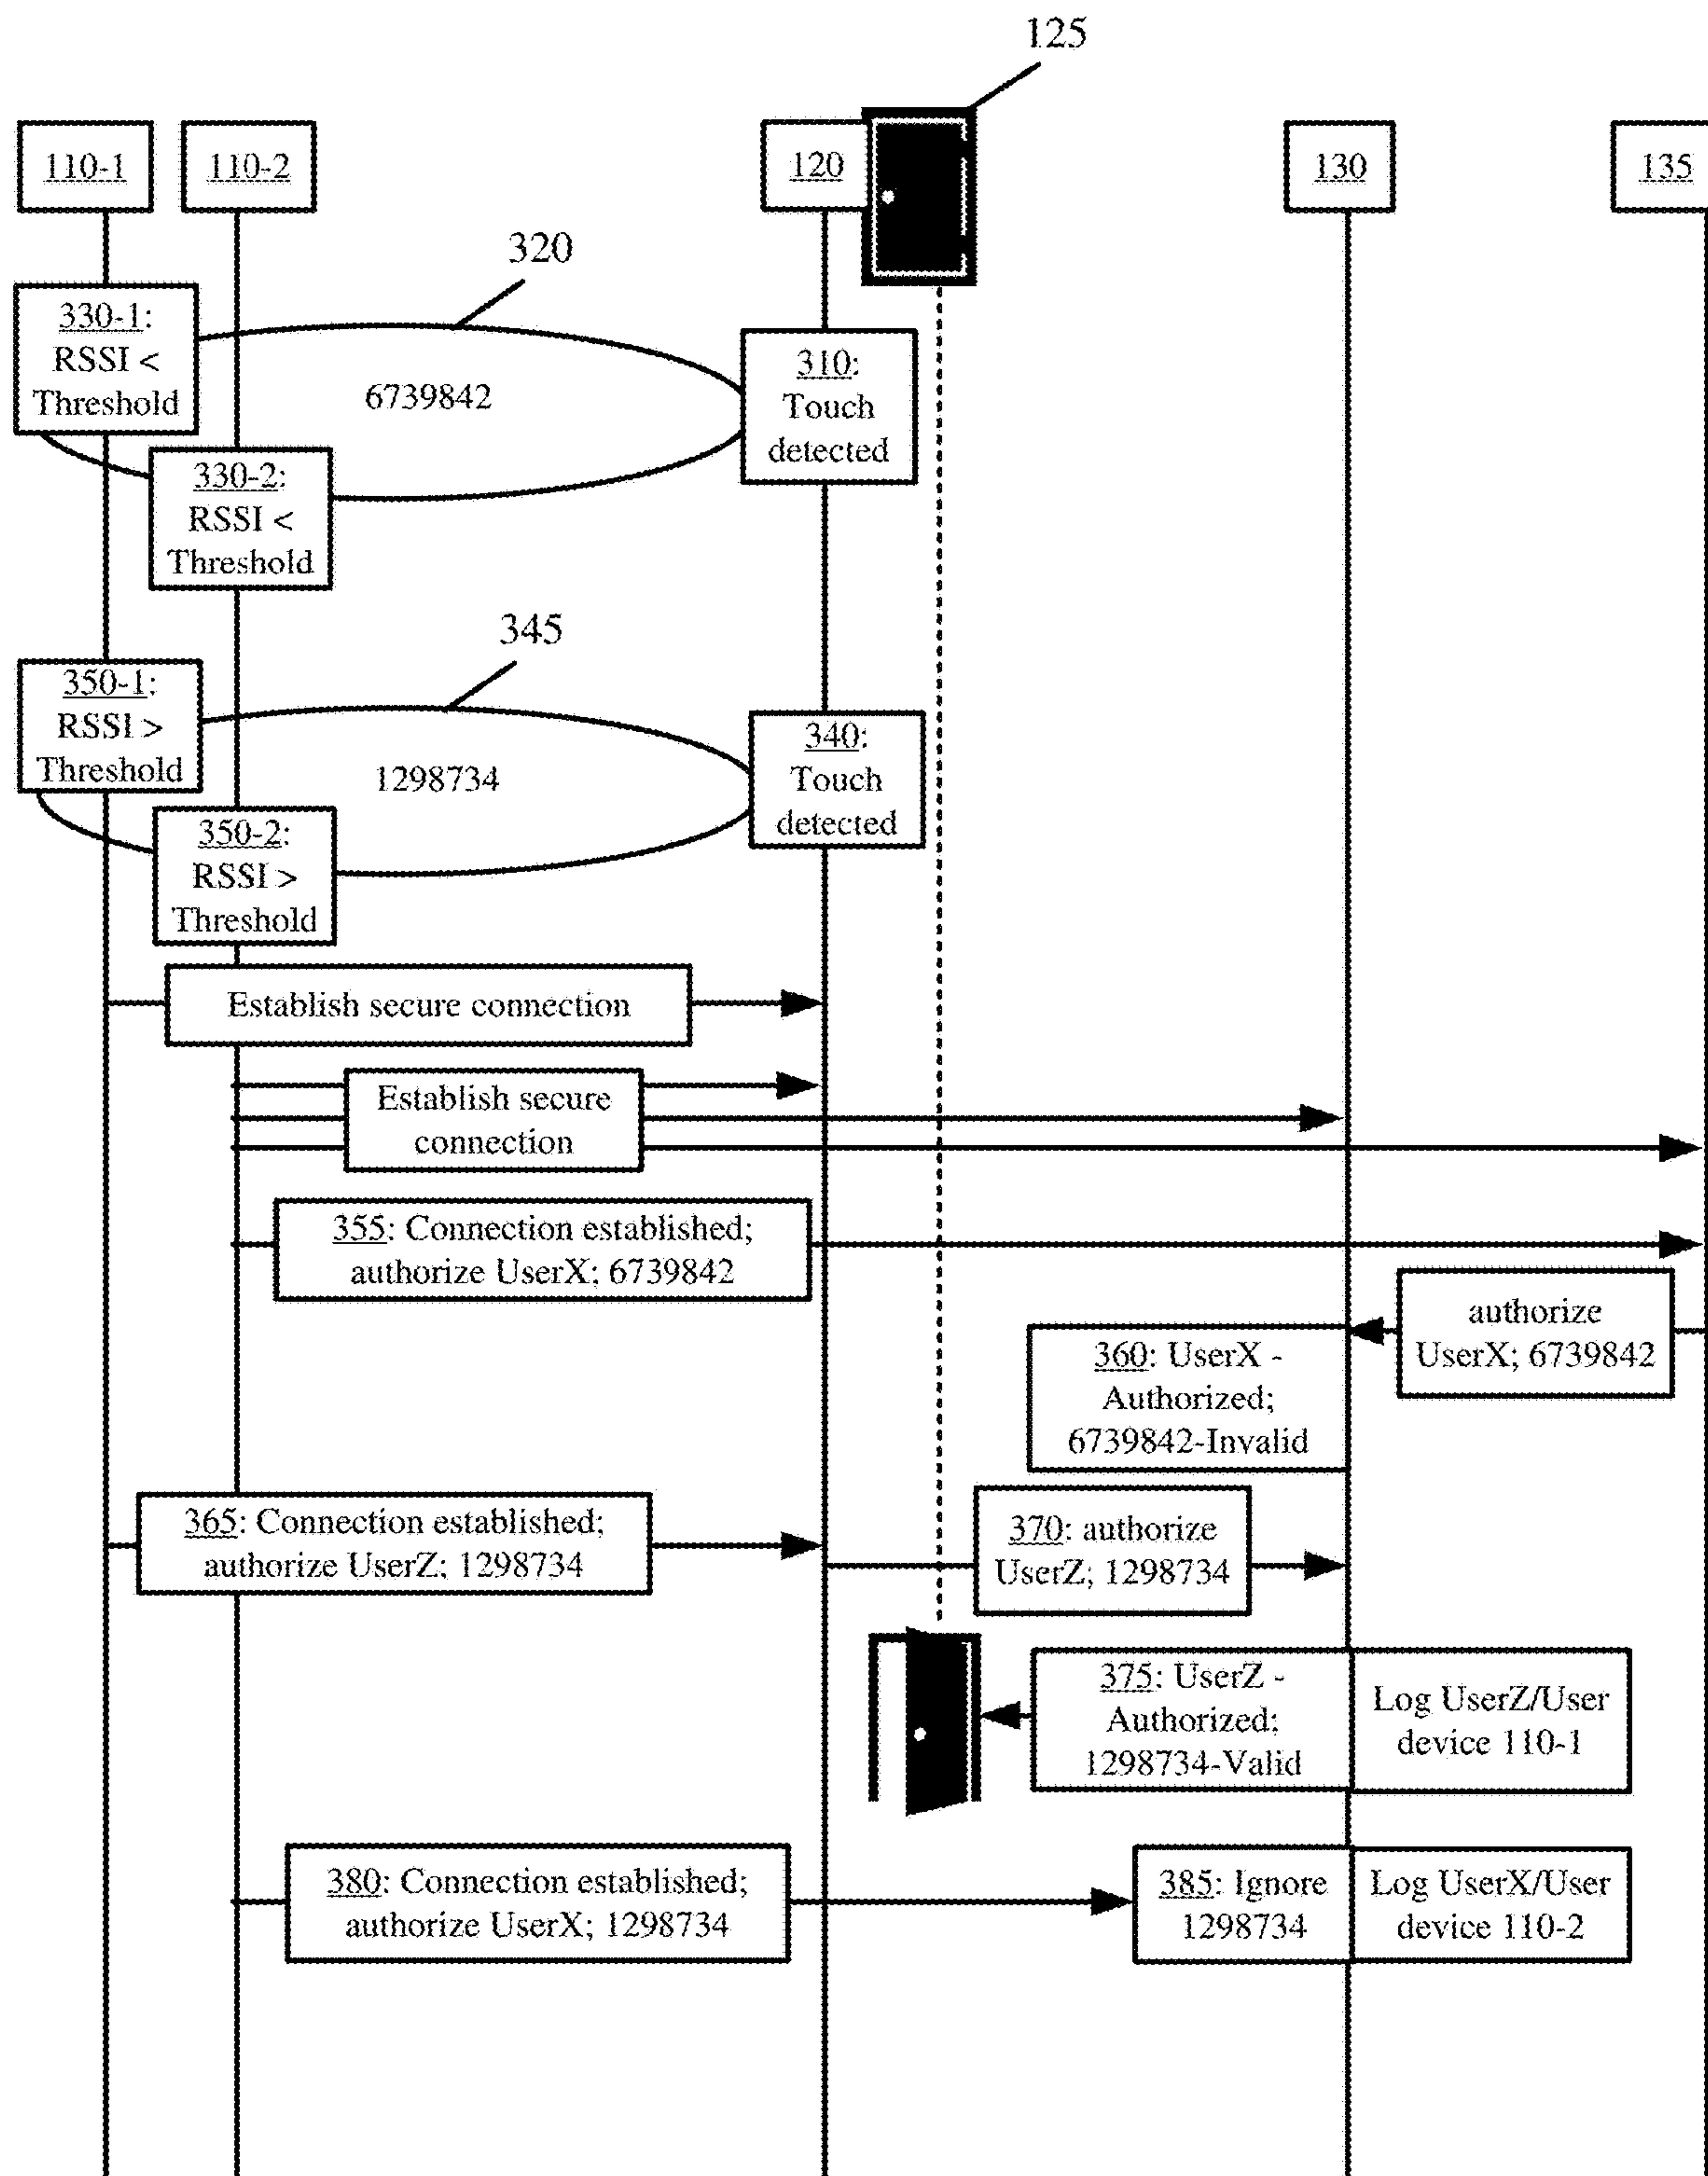 125
110-1
110-2
120
130
135
320
330-1:
RSSI <
Threshold
6739842
310:
Touch
detected
330-2:
RSSI <
Threshold
345
350-1:
RSSI >
Threshold
1298734
340:
Touch
detected
350-2:
RSSI >
Threshold
Establish secure connection
Establish secure
connection
355: Connection established;
authorize UserX; 6739842
authorize
UserX; 6739842
360: UserX -
Authorized;
6739842-Invalid
365: Connection established;
authorize UserZ; 1298734
370: authorize
UserZ; 1298734
375: UserZ -
Authorized;
1298734-Valid
Log UserZ/User
device 110-1
380: Connection established;
authorize UserX; 1298734
385: Ignore
1298734
Log UserX/User
device 110-2